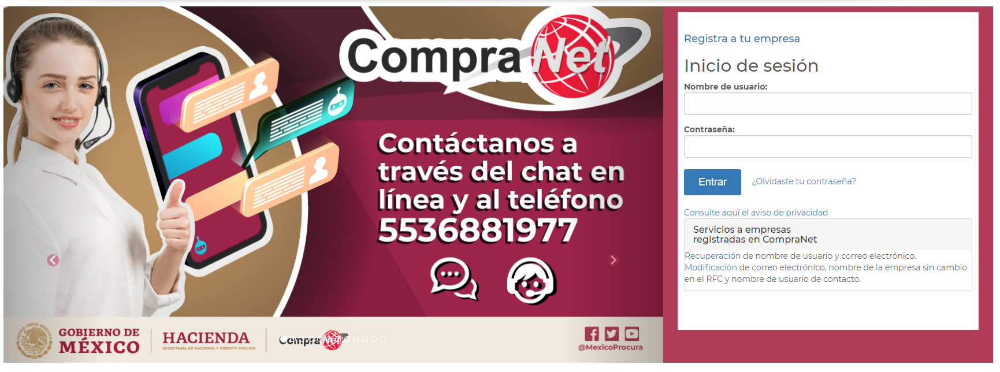 CompraNet
Contáctanos a
través del chat en
línea y al teléfono
5536881977
ESTADOS UNIDOS MEXICANOS
GOBIERNO DE
MÉXICO
HACIENDA
SECRETARÍA DE HACIENDA Y CRÉDITO PÚBLICO
CompraNet
@MexicoProcura
Registra a tu empresa
Inicio de sesión
Nombre de usuario:
Contraseña:
Entrar
¿Olvidaste tu contraseña?
Consulte aquí el aviso de privacidad
Servicios a empresas
registradas en CompraNet
Recuperación de nombre de usuario y correo electrónico.
Modificación de correo electrónico, nombre de la empresa sin cambio
en el RFC y nombre de usuario de contacto.